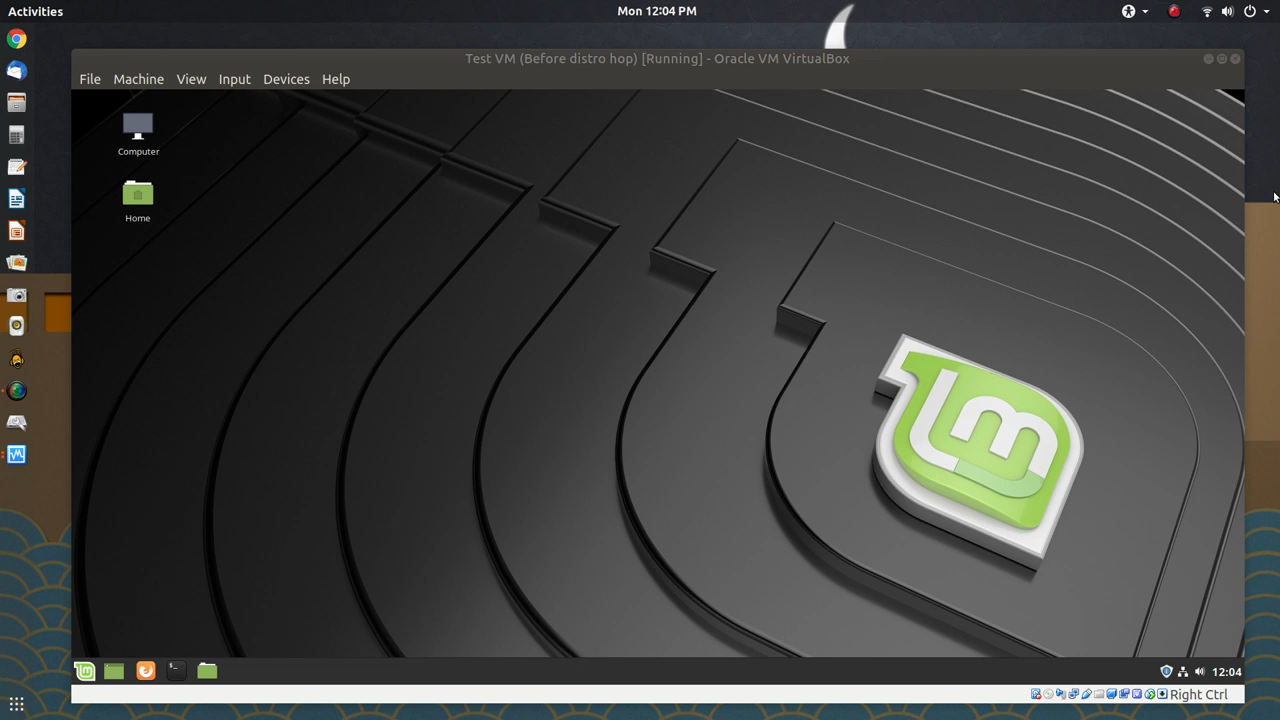 Activities
Mon 12:04 PM
Test VM (Before distro hop) [Running] - Oracle VM VirtualBox
File Machine View Input Devices Help
Computer
Home
lm
12:04
Right Ctrl